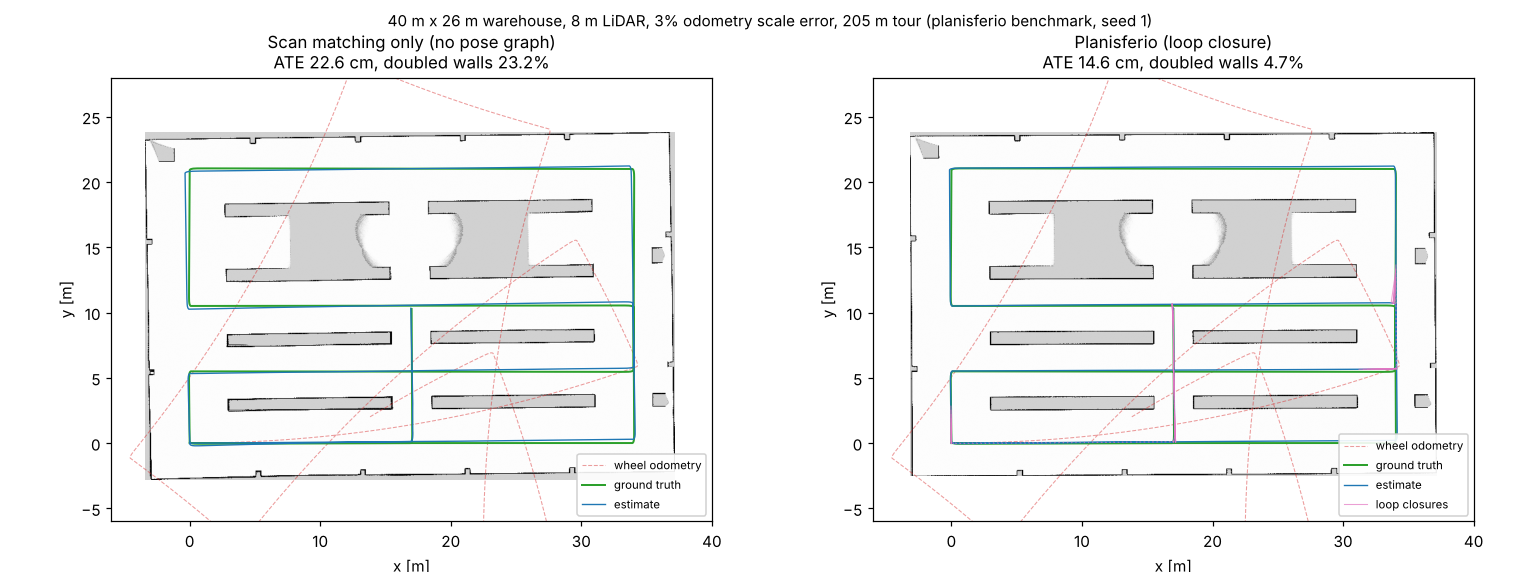 40 m x 26 m warehouse, 8 m LiDAR, 3% odometry scale error, 205 m tour (planisferio benchmark, seed 1)
Scan matching only (no pose graph)
ATE 22.6 cm, doubled walls 23.2%
25
20
15
10
5
0
−5
y [m]
0 10 20 30 40
x [m]
wheel odometry
ground truth
estimate
Planisferio (loop closure)
ATE 14.6 cm, doubled walls 4.7%
25
20
15
10
5
0
−5
y [m]
0 10 20 30 40
x [m]
wheel odometry
ground truth
estimate
loop closures